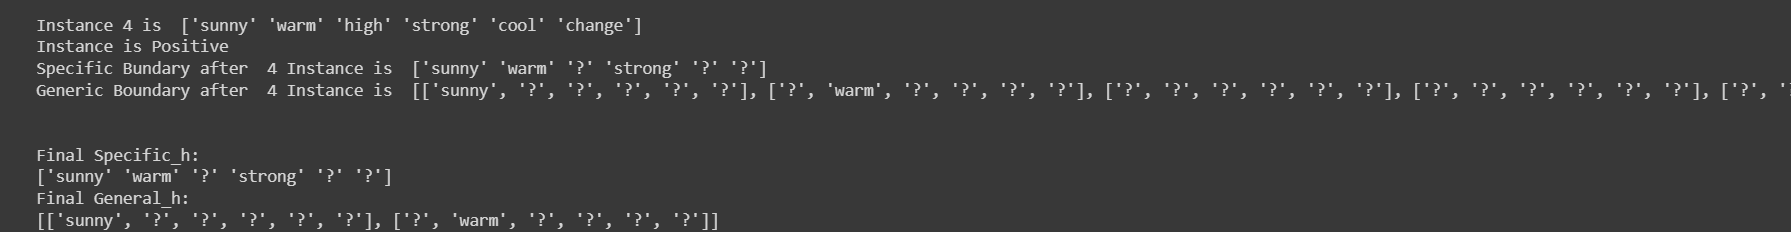 Instance 4 is  ['sunny' 'warm' 'high' 'strong' 'cool' 'change']
Instance is Positive
Specific Bundary after  4 Instance is  ['sunny' 'warm' '?' 'strong' '?' '?']
Generic Boundary after  4 Instance is  [['sunny', '?', '?', '?', '?', '?'], ['?', 'warm', '?', '?', '?', '?'], ['?', '?', '?', '?', '?', '?'], ['?', '?', '?', '?', '?', '?'], ['?',
Final Specific_h:
['sunny' 'warm' '?' 'strong' '?' '?']
Final General_h:
[['sunny', '?', '?', '?', '?', '?'], ['?', 'warm', '?', '?', '?', '?']]